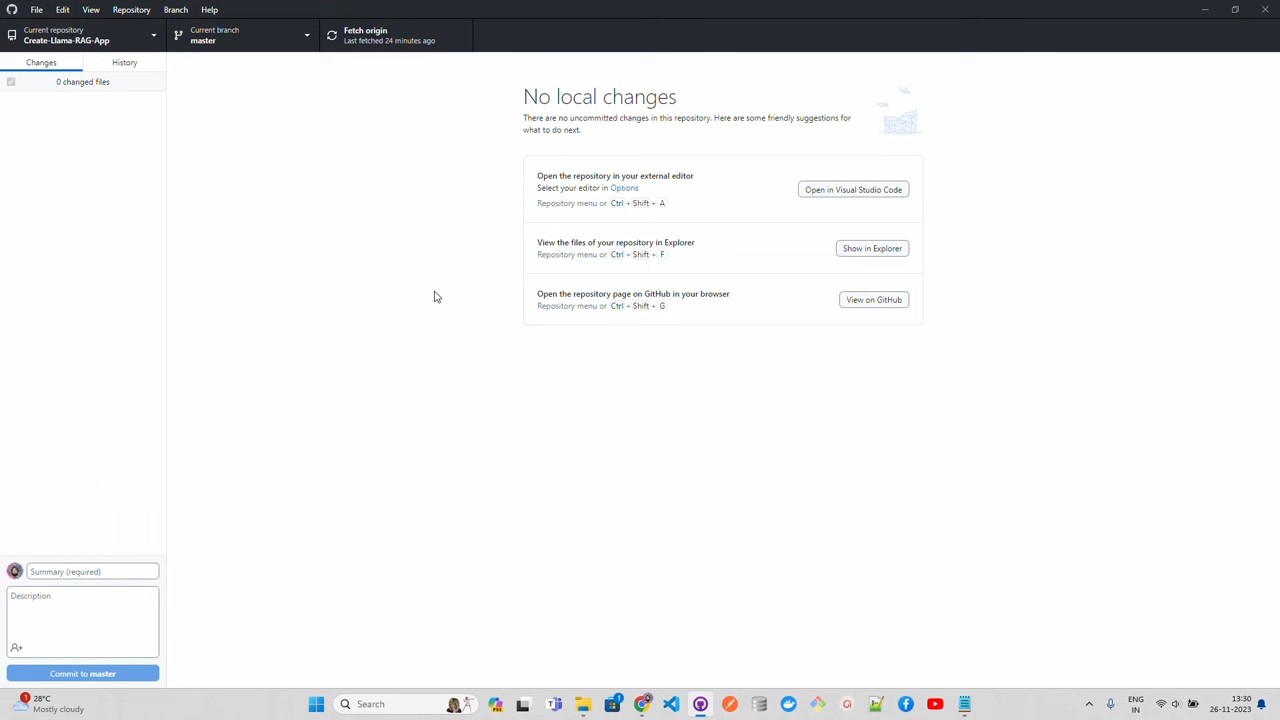 File Edit View Repository Branch Help
Current repository
Create-Llama-RAG-App
Current branch
master
Fetch origin
Last fetched 24 minutes ago
Changes History
0 changed files
No local changes
There are no uncommitted changes in this repository. Here are some friendly suggestions for
what to do next.
Open the repository in your external editor
Select your editor in Options
Repository menu or Ctrl + Shift + A
Open in Visual Studio Code
View the files of your repository in Explorer
Repository menu or Ctrl + Shift + F
Show in Explorer
Open the repository page on GitHub in your browser
Repository menu or Ctrl + Shift + G
View on GitHub
Summary (required)
Description
Commit to master
1
28°C
Mostly cloudy
Search
1
ENG
IN
13:30
26-11-2023